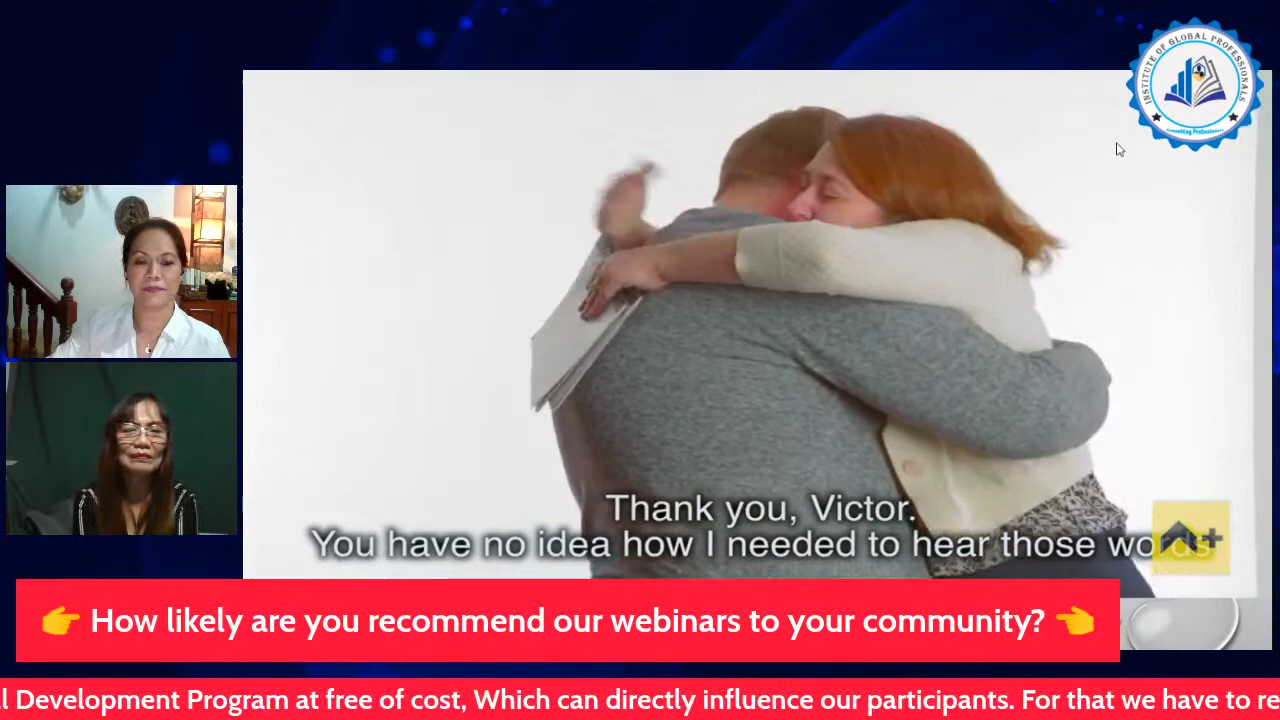 INSTITUTE OF GLOBAL PROFESSIONALS
Thank you, Victor.
You have no idea how I needed to hear those words
👉 How likely are you recommend our webinars to your community? 👈
l Development Program at free of cost, Which can directly influence our participants. For that we have to re